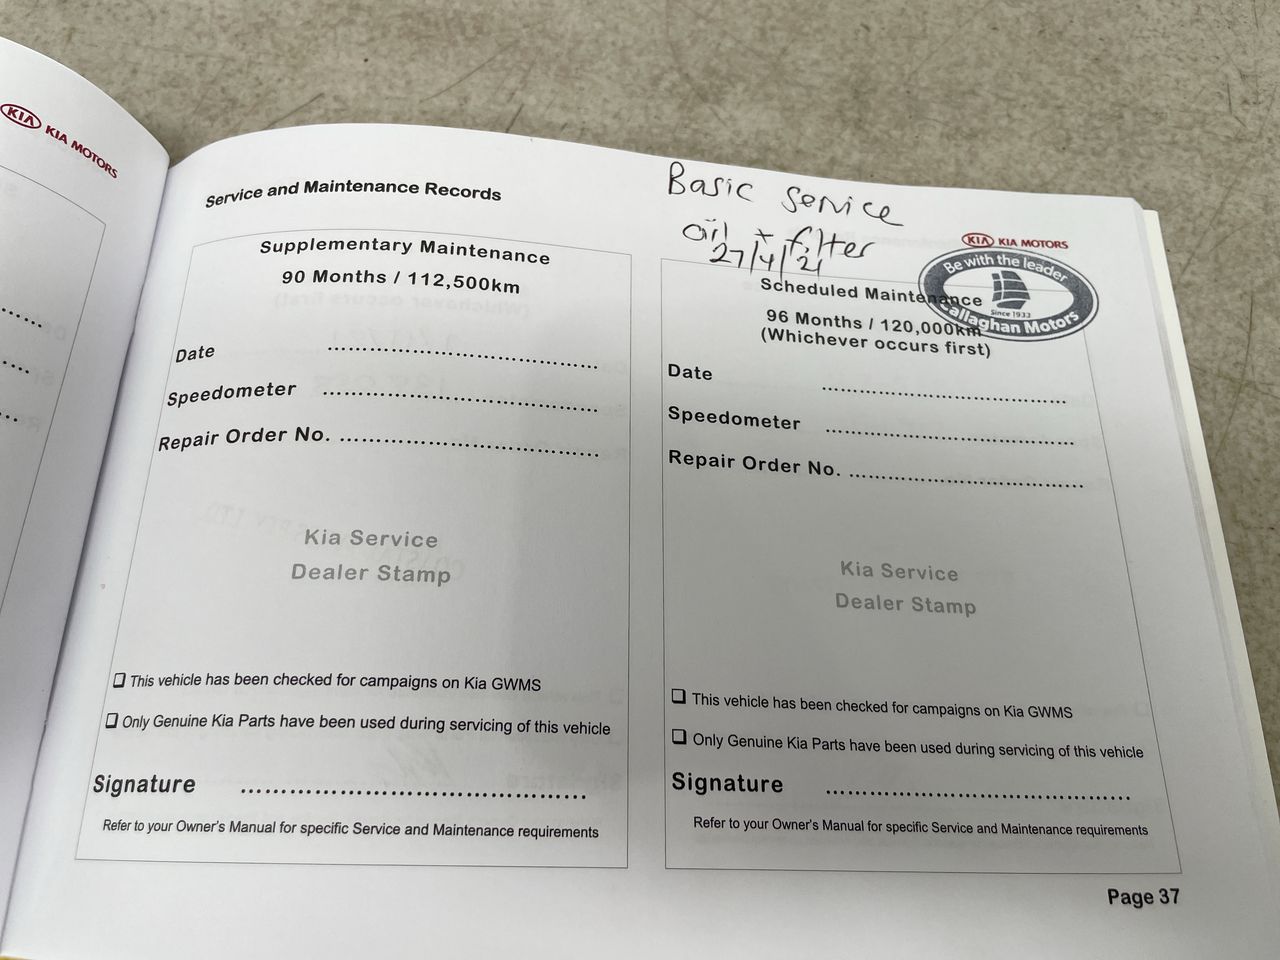 KIA KIA MOTORS
Service and Maintenance Records
Supplementary Maintenance
90 Months / 112,500km
Date ........................................
Speedometer ........................................
Repair Order No. ........................................
Kia Service
Dealer Stamp
❑ This vehicle has been checked for campaigns on Kia GWMS
❑ Only Genuine Kia Parts have been used during servicing of this vehicle
Signature ........................................
Refer to your Owner's Manual for specific Service and Maintenance requirements
Basic Service
oil + filter
27/4/21
KIA KIA MOTORS
Be with the leader
Since 1933
Callaghan Motors
Scheduled Maintenance
96 Months / 120,000km
(Whichever occurs first)
Date ........................................
Speedometer ........................................
Repair Order No. ........................................
Kia Service
Dealer Stamp
❑ This vehicle has been checked for campaigns on Kia GWMS
❑ Only Genuine Kia Parts have been used during servicing of this vehicle
Signature ........................................
Refer to your Owner's Manual for specific Service and Maintenance requirements
Page 37